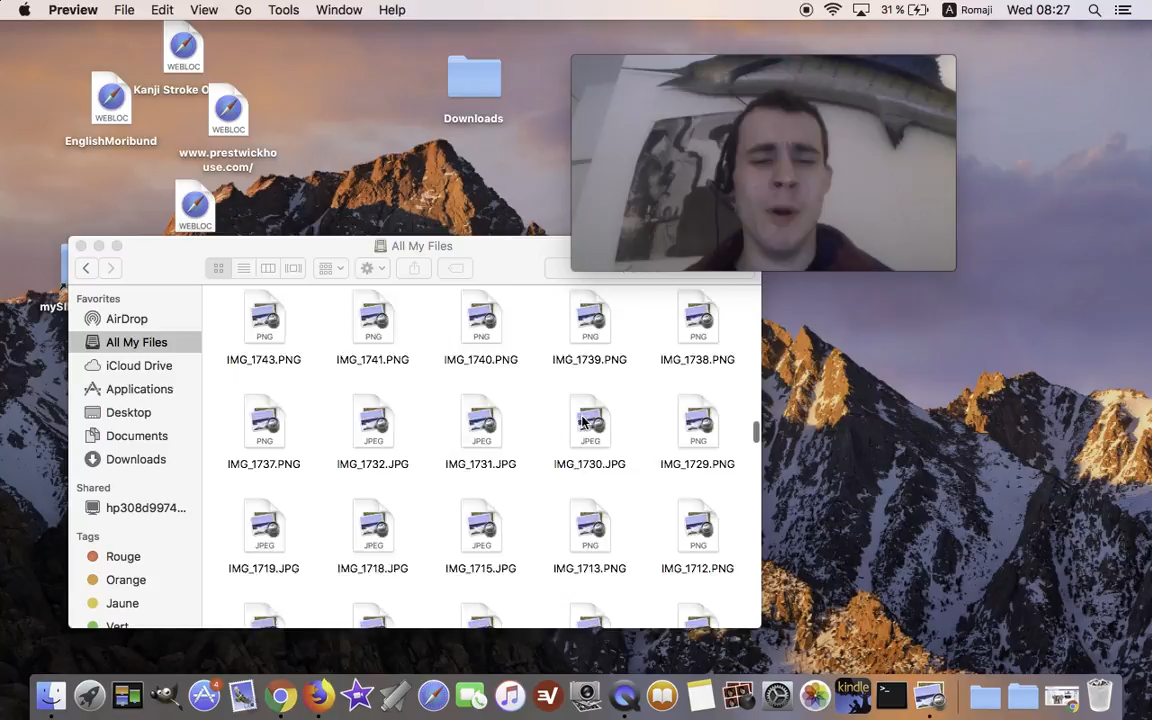 Preview File Edit View Go Tools Window Help 31 % A Romaji Wed 08:27
WEBLOC
Kanji Stroke O
WEBLOC
EnglishMoribund
WEBLOC
www.prestwickho
use.com/
WEBLOC
Downloads
All My Files
Favorites
AirDrop
All My Files
iCloud Drive
Applications
Desktop
Documents
Downloads
Shared
hp308d9974...
Tags
Rouge
Orange
Jaune
Vert
PNG PNG PNG PNG PNG
IMG_1743.PNG IMG_1741.PNG IMG_1740.PNG IMG_1739.PNG IMG_1738.PNG
PNG JPEG JPEG JPEG PNG
IMG_1737.PNG IMG_1732.JPG IMG_1731.JPG IMG_1730.JPG IMG_1729.PNG
JPEG JPEG JPEG PNG PNG
IMG_1719.JPG IMG_1718.JPG IMG_1715.JPG IMG_1713.PNG IMG_1712.PNG
4
kindle